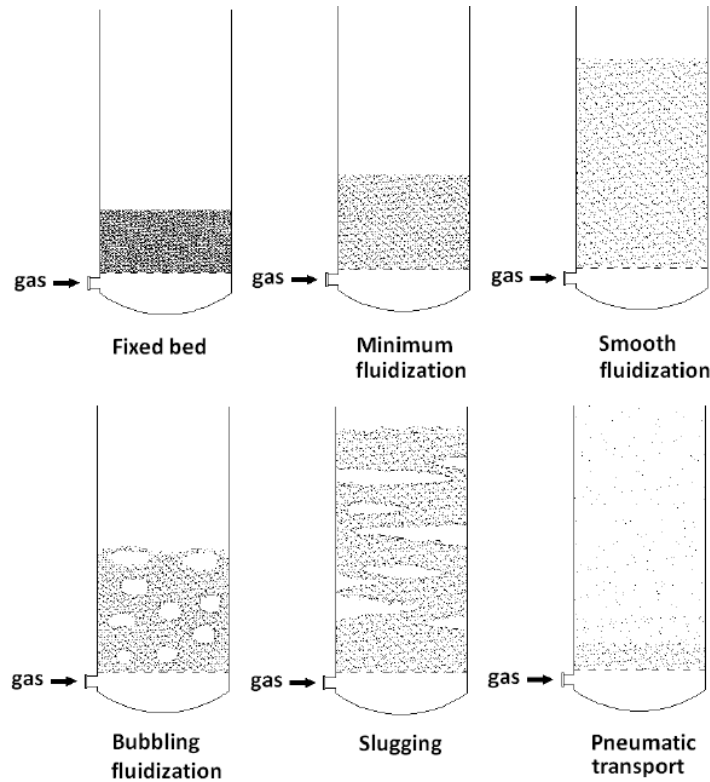 gas
gas
gas
Fixed bed
Minimum
fluidization
Smooth
fluidization
gas
gas
gas
Bubbling
fluidization
Slugging
Pneumatic
transport